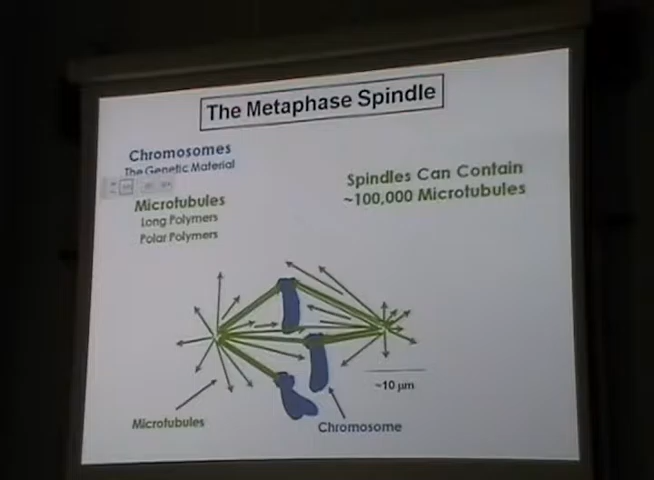 The Metaphase Spindle
Chromosomes
The Genetic Material
Microtubules
Long Polymers
Polar Polymers
Spindles Can Contain
~100,000 Microtubules
~10 μm
Microtubules
Chromosome